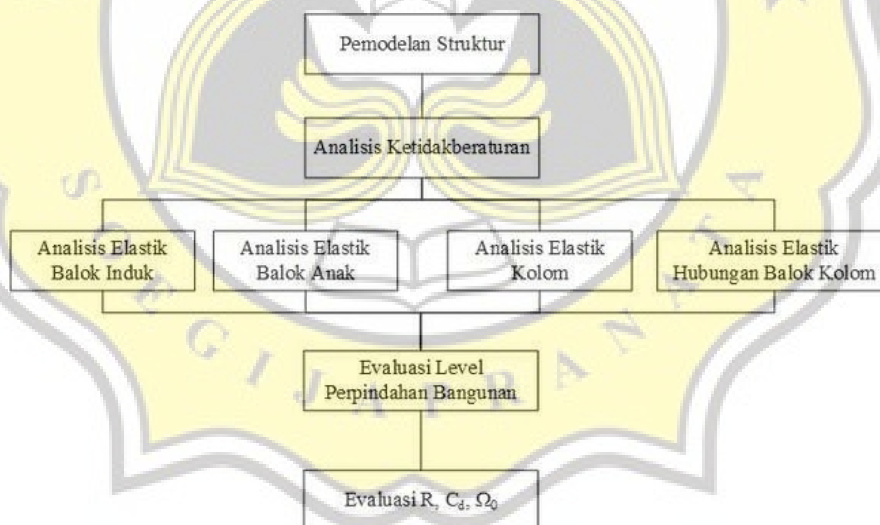 Pemodelan Struktur
Analisis Ketidakberaturan
Analisis Elastik
Balok Induk
Analisis Elastik
Balok Anak
Analisis Elastik
Kolom
Analisis Elastik
Hubungan Balok Kolom
Evaluasi Level
Perpindahan Bangunan
Evaluasi R, Cd, Ω0
SOEGIJAPRANATA